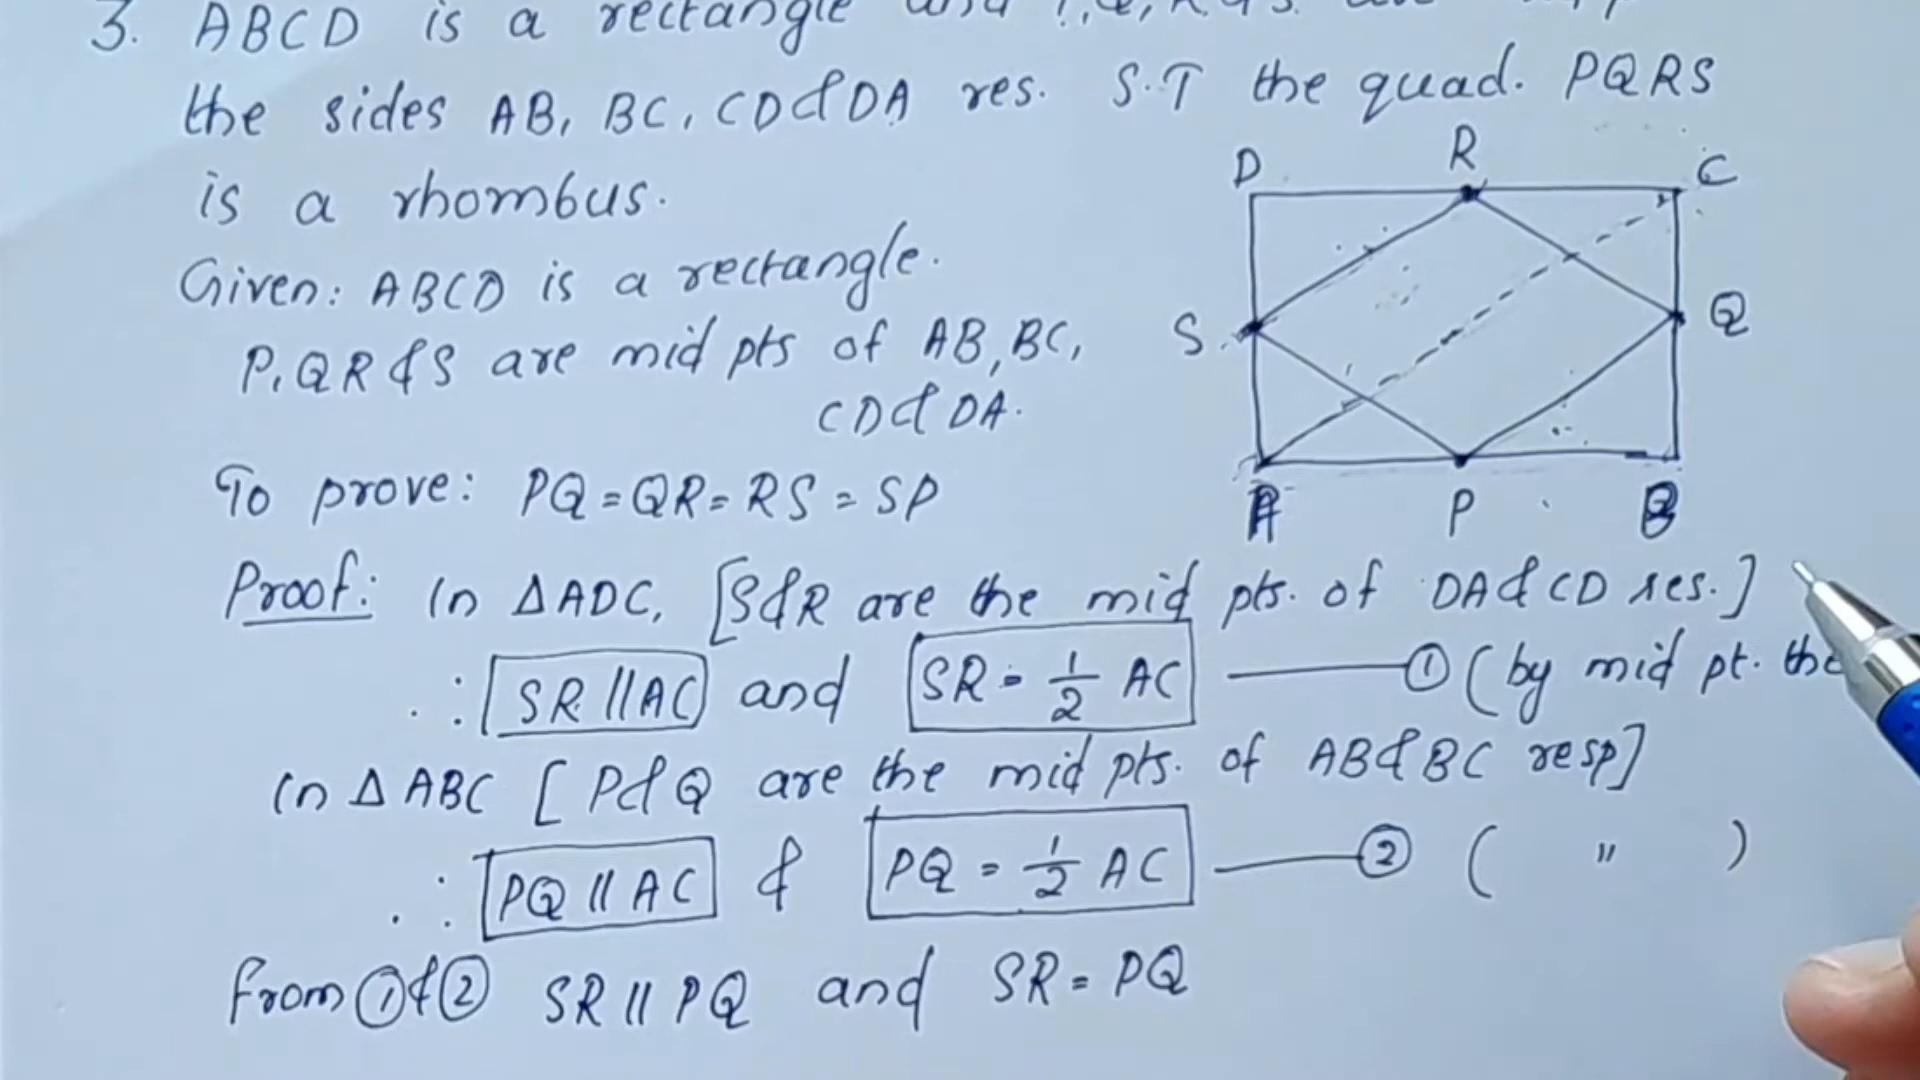 3. ABCD is a rectangle and P, Q, R & S are
the sides AB, BC, CD & DA res. S.T the quad. PQRS
is a rhombus.
Given: ABCD is a rectangle.
P, Q R & S are mid pts of AB, BC,
CD & DA.
To prove: PQ = QR = RS = SP
D R C
S Q
A P B
Proof: In ΔADC, [S & R are the mid pts. of DA & CD res.]
∴ SR || AC and SR = 1/2 AC ——— ① (by mid pt. the
In ΔABC [P & Q are the mid pts. of AB & BC resp]
∴ PQ || AC & PQ = 1/2 AC ——— ② ( " )
from ① & ② SR || PQ and SR = PQ